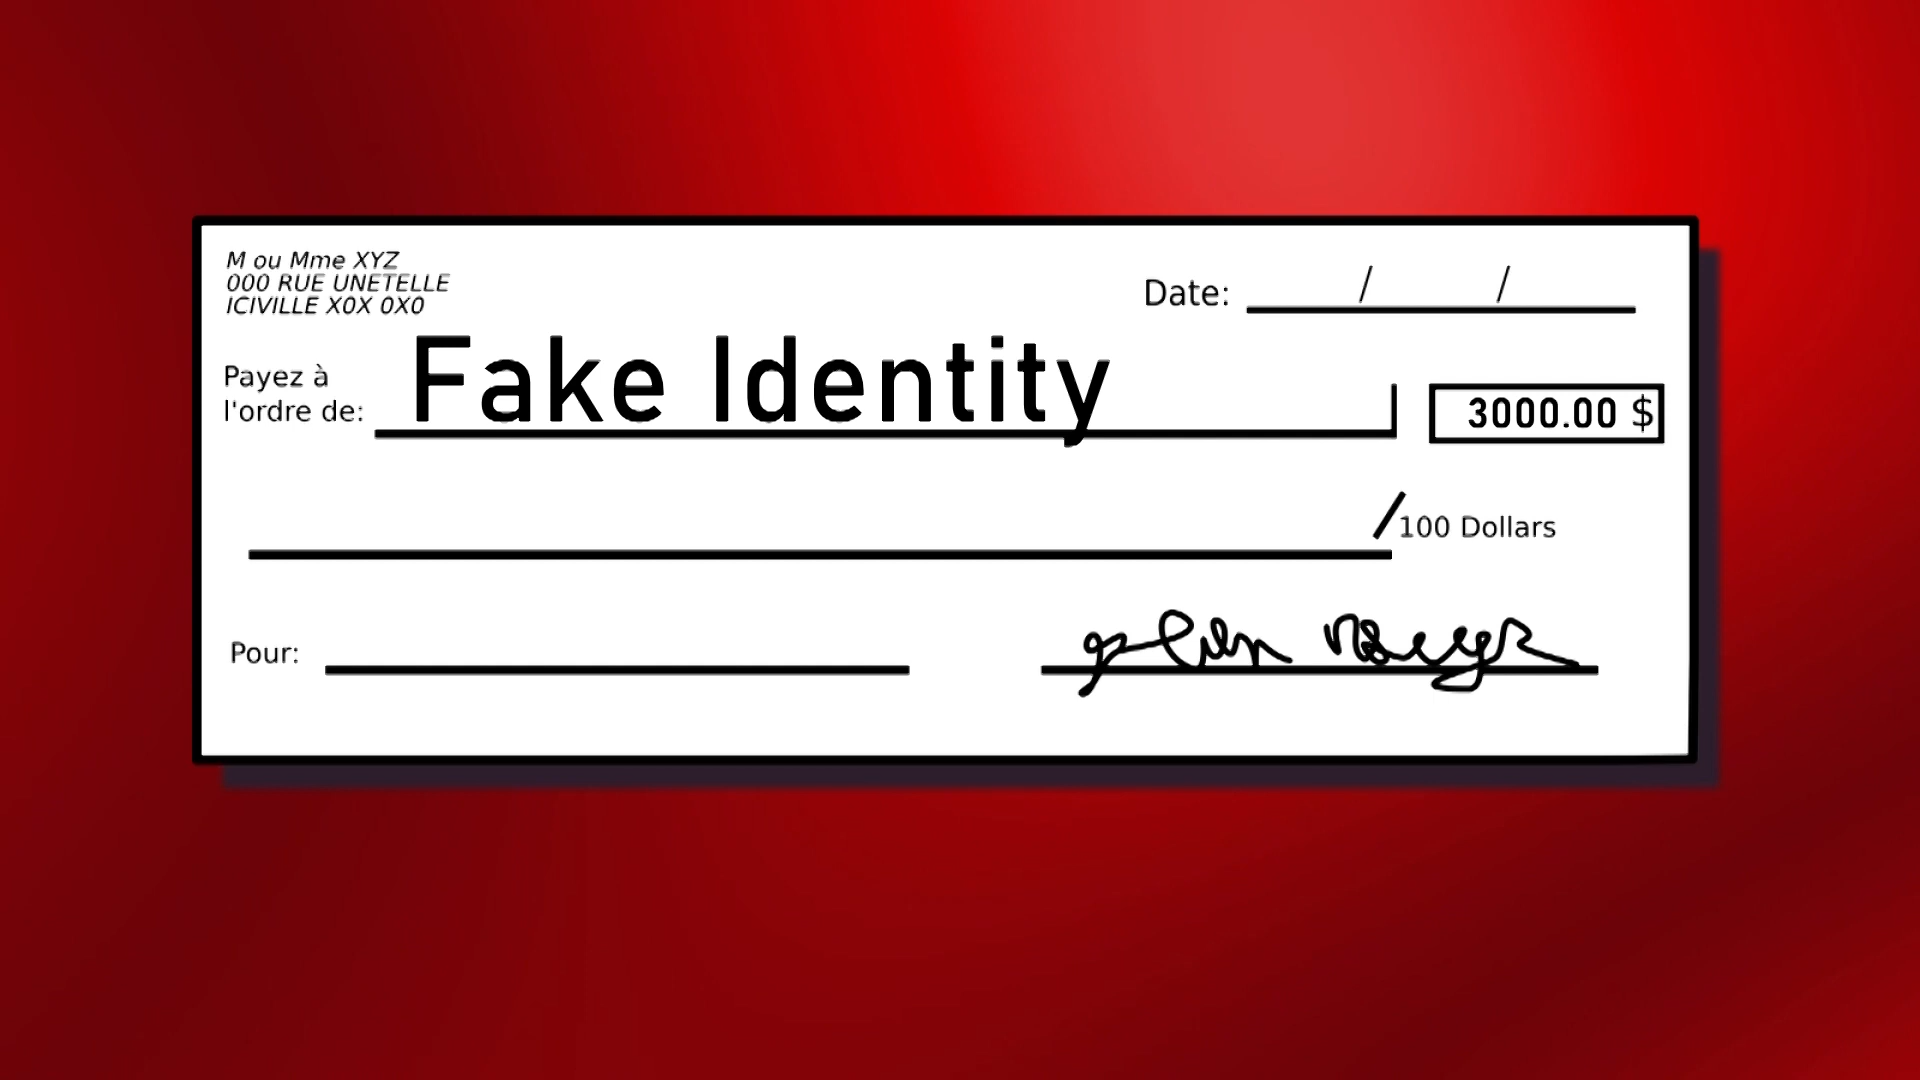 M ou Mme XYZ
000 RUE UNETELLE
ICIVILLE X0X 0X0
Date: / /
Payez à
l'ordre de: Fake Identity
3000.00 $
/100 Dollars
Pour: